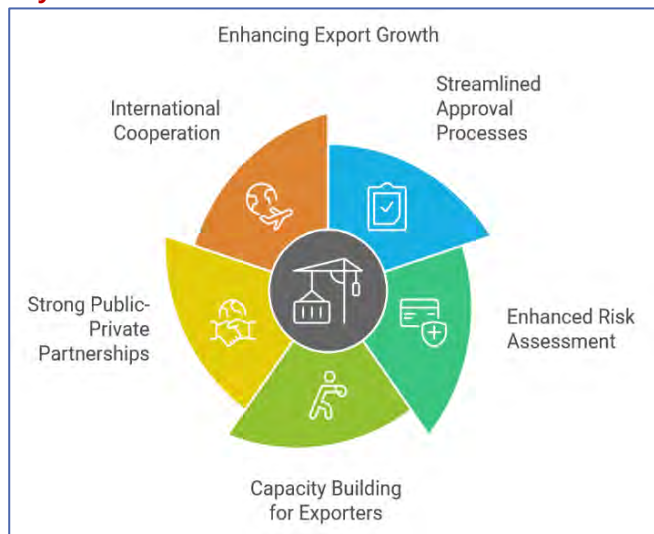 Enhancing Export Growth
International
Cooperation
Streamlined
Approval
Processes
Strong Public-
Private
Partnerships
Enhanced Risk
Assessment
Capacity Building
for Exporters